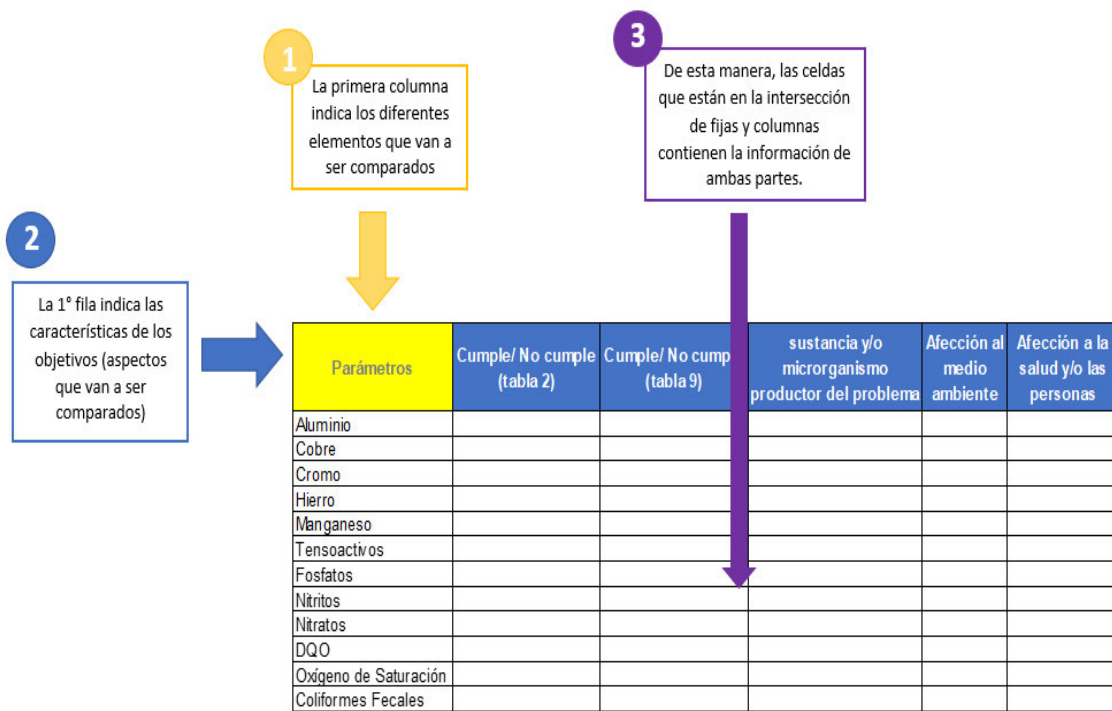 1
La primera columna
indica los diferentes
elementos que van a
ser comparados
3
De esta manera, las celdas
que están en la intersección
de fijas y columnas
contienen la información de
ambas partes.
2
La 1° fila indica las
características de los
objetivos (aspectos
que van a ser
comparados)
Parámetros
Cumple/ No cumple
(tabla 2)
Cumple/ No cump
(tabla 9)
sustancia y/o
microrganismo
productor del problema
Afección al
medio
ambiente
Afección a la
salud y/o las
personas
Aluminio
Cobre
Cromo
Hierro
Manganeso
Tensoactivos
Fosfatos
Nitritos
Nitratos
DQO
Oxígeno de Saturación
Coliformes Fecales